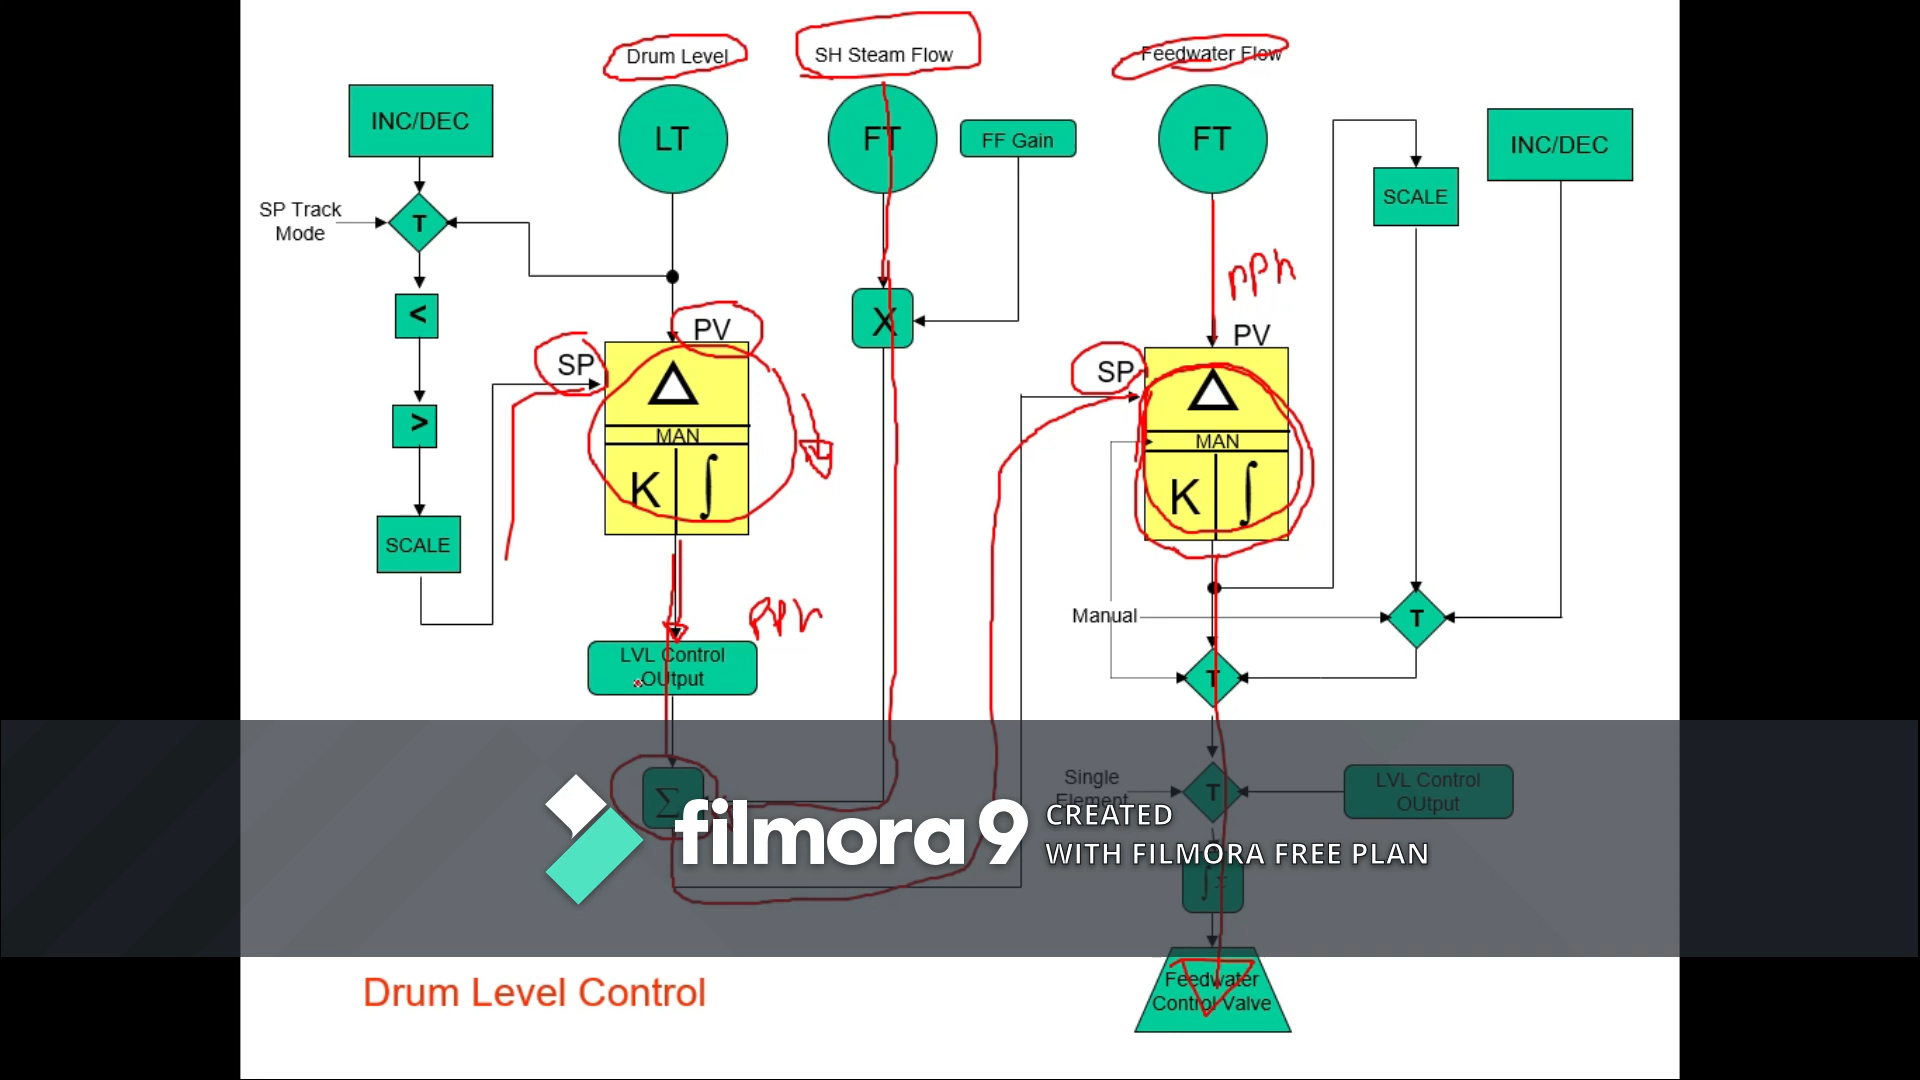 Drum Level
SH Steam Flow
Feedwater Flow
INC/DEC
LT
FT
FF Gain
FT
INC/DEC
SCALE
SP Track
Mode
T
pph
<
X
PV
PV
SP
SP
Δ
Δ
>
MAN
MAN
K ∫
K ∫
SCALE
pph
Manual
T
LVL Control
OUtput
T
Single
Element
T
LVL Control
OUtput
Σ
filmora9
CREATED
WITH FILMORA FREE PLAN
Feedwater
Control Valve
Drum Level Control